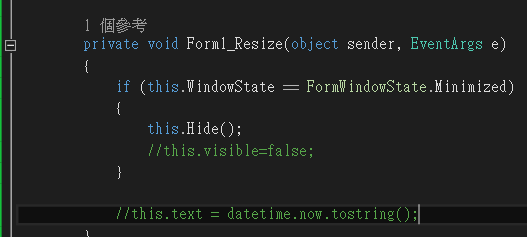 1 個參考
private void Form1_Resize(object sender, EventArgs e)
{
if (this.WindowState == FormWindowState.Minimized)
{
this.Hide();
//this.visible=false;
}
//this.text = datetime.now.tostring();
}